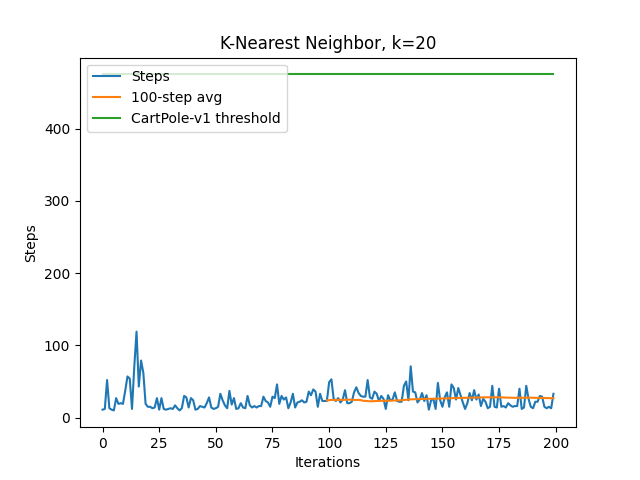 K-Nearest Neighbor, k=20
Steps
100-step avg
CartPole-v1 threshold
Steps
400
300
200
100
0
0 25 50 75 100 125 150 175 200
Iterations